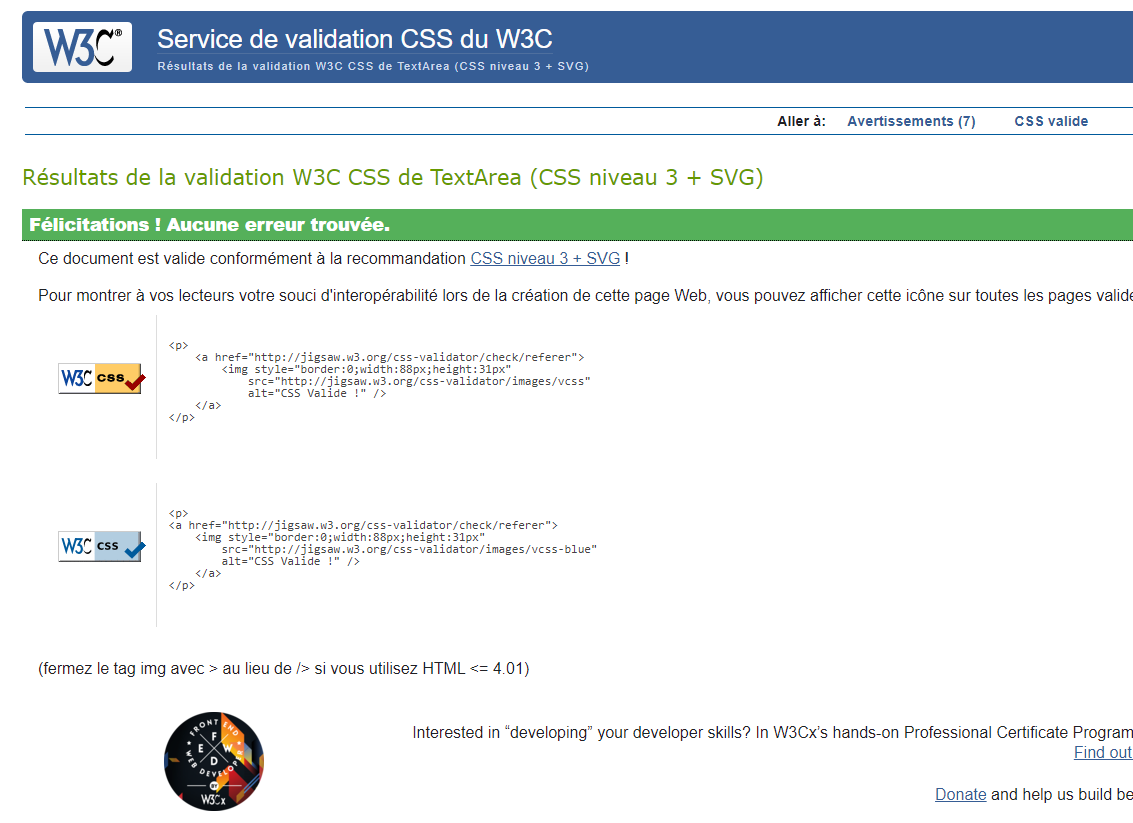 W3C®
Service de validation CSS du W3C
Résultats de la validation W3C CSS de TextArea (CSS niveau 3 + SVG)
Aller à: Avertissements (7) CSS valide
Résultats de la validation W3C CSS de TextArea (CSS niveau 3 + SVG)
Félicitations ! Aucune erreur trouvée.
Ce document est valide conformément à la recommandation CSS niveau 3 + SVG !
Pour montrer à vos lecteurs votre souci d'interopérabilité lors de la création de cette page Web, vous pouvez afficher cette icône sur toutes les pages valide
W3C css
<p>
<a href="http://jigsaw.w3.org/css-validator/check/referer">
<img style="border:0;width:88px;height:31px"
src="http://jigsaw.w3.org/css-validator/images/vcss"
alt="CSS Valide !" />
</a>
</p>
W3C css
<p>
<a href="http://jigsaw.w3.org/css-validator/check/referer">
<img style="border:0;width:88px;height:31px"
src="http://jigsaw.w3.org/css-validator/images/vcss-blue"
alt="CSS Valide !" />
</a>
</p>
(fermez le tag img avec > au lieu de /> si vous utilisez HTML <= 4.01)
FRONT END
F
E W
D
WEB DEVELOPER
BY
W3Cx
Interested in “developing” your developer skills? In W3Cx’s hands-on Professional Certificate Program
Find out
Donate and help us build be